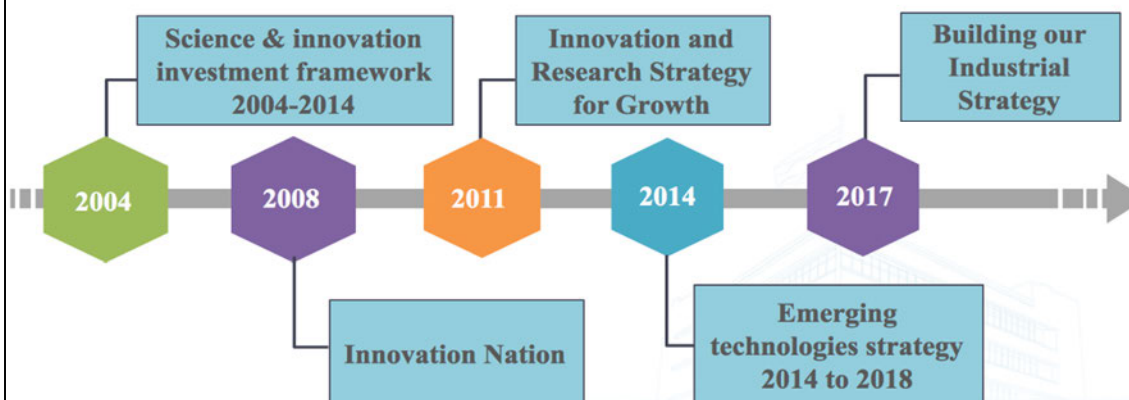 Science & innovation
investment framework
2004-2014
Innovation and
Research Strategy
for Growth
Building our
Industrial
Strategy
2004
2008
2011
2014
2017
Innovation Nation
Emerging
technologies strategy
2014 to 2018